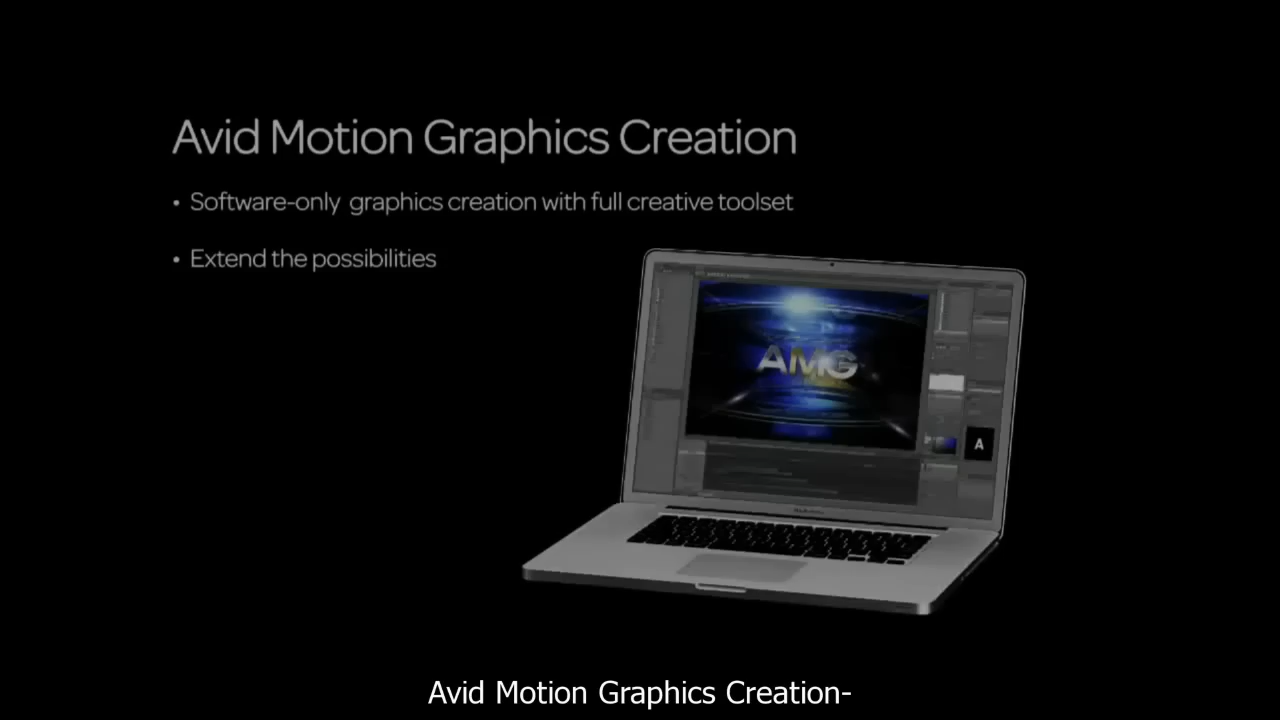 Avid Motion Graphics Creation
• Software-only graphics creation with full creative toolset
• Extend the possibilities
AMG
A
Avid Motion Graphics Creation-